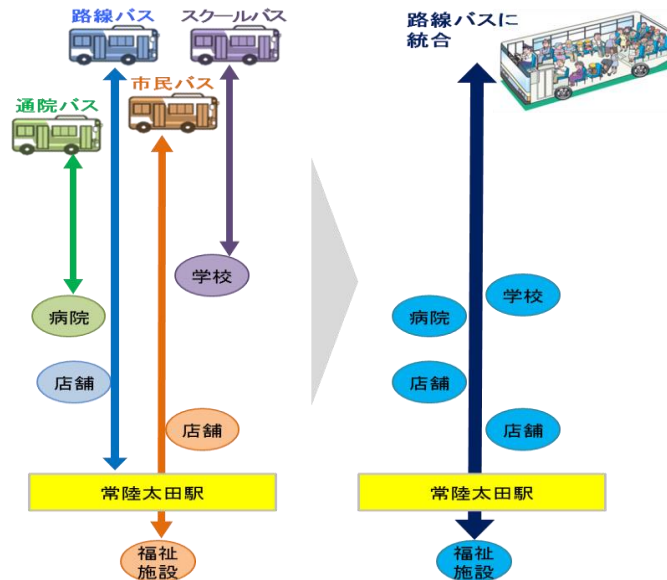 路線バス
スクールバス
市民バス
通院バス
学校
病院
店舗
店舗
常陸太田駅
福祉
施設
路線バスに
統合
学校
病院
店舗
店舗
常陸太田駅
福祉
施設